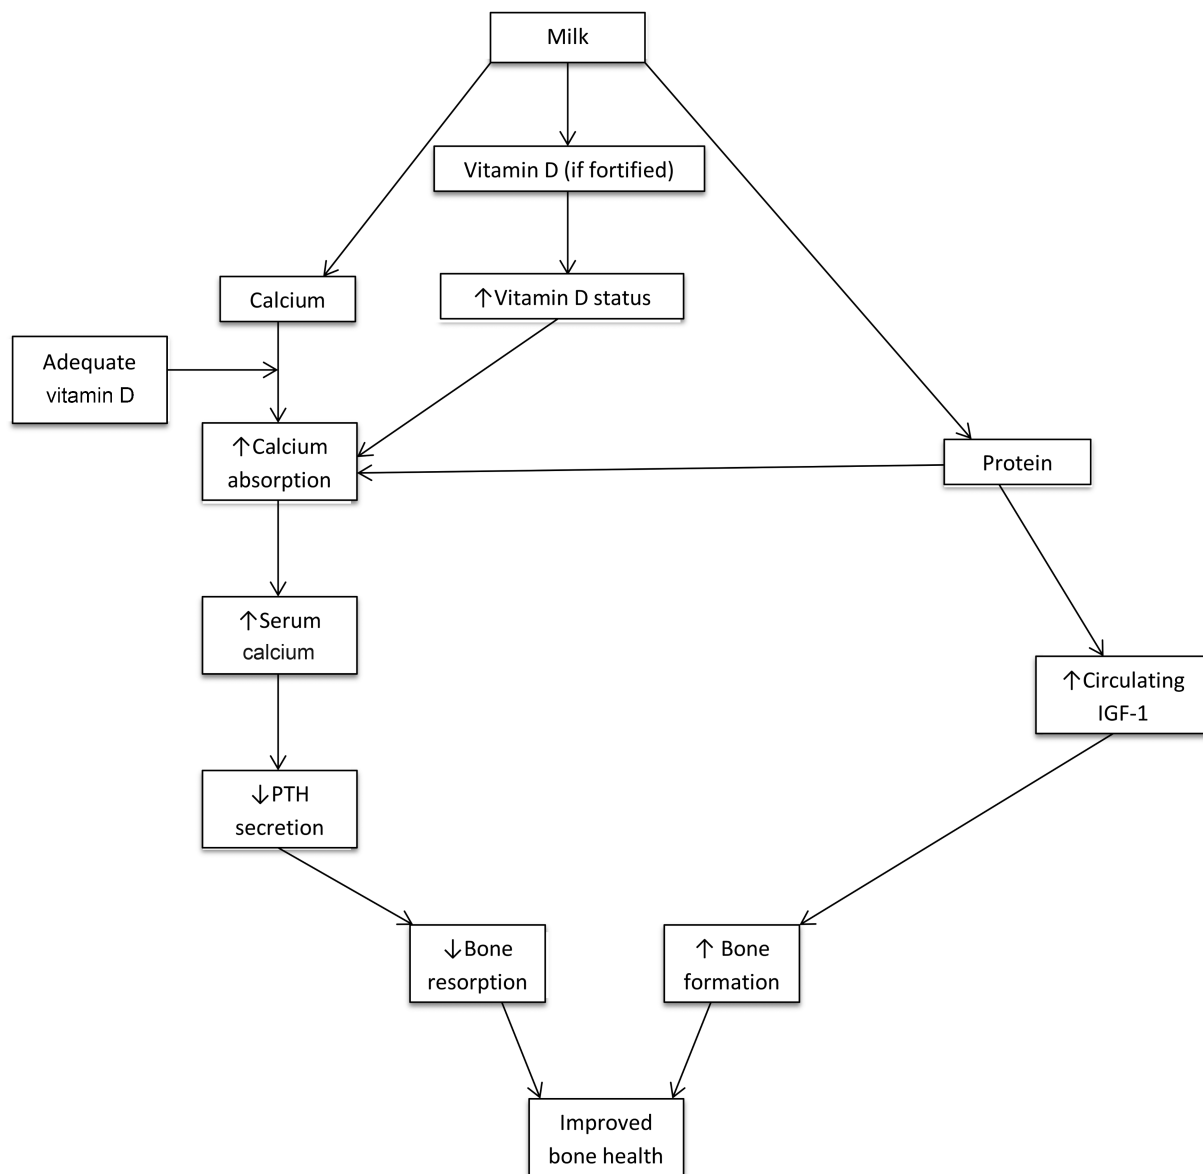 Milk
Vitamin D (if fortified)
Calcium
↑Vitamin D status
Adequate
vitamin D
↑Calcium
absorption
Protein
↑Serum
calcium
↑Circulating
IGF-1
↓PTH
secretion
↓Bone
resorption
↑ Bone
formation
Improved
bone health